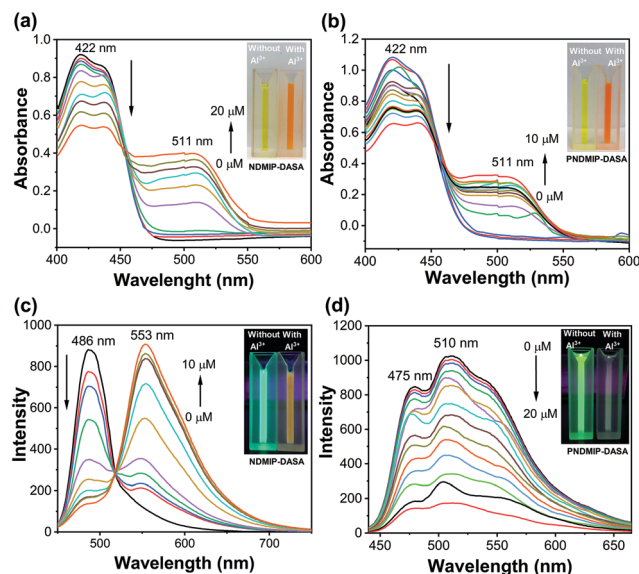 (a)
422 nm
Without Al3+
With Al3+
20 μM
511 nm
0 μM
NDMIP-DASA
Absorbance
1.0
0.8
0.6
0.4
0.2
0.0
400 450 500 550 600
Wavelenght (nm)
(b)
422 nm
Without Al3+
With Al3+
10 μM
511 nm
0 μM
PNDMIP-DASA
Absorbance
1.2
1.0
0.8
0.6
0.4
0.2
0.0
400 450 500 550 600
Wavelength (nm)
(c)
486 nm
553 nm
Without Al3+
With Al3+
10 μM
0 μM
NDMIP-DASA
Intensity
1000
800
600
400
200
0
500 600 700
Wavelength (nm)
(d)
510 nm
475 nm
0 μM
20 μM
Without Al3+
With Al3+
PNDMIP-DASA
Intensity
1200
1000
800
600
400
200
0
450 500 550 600 650
Wavelength (nm)